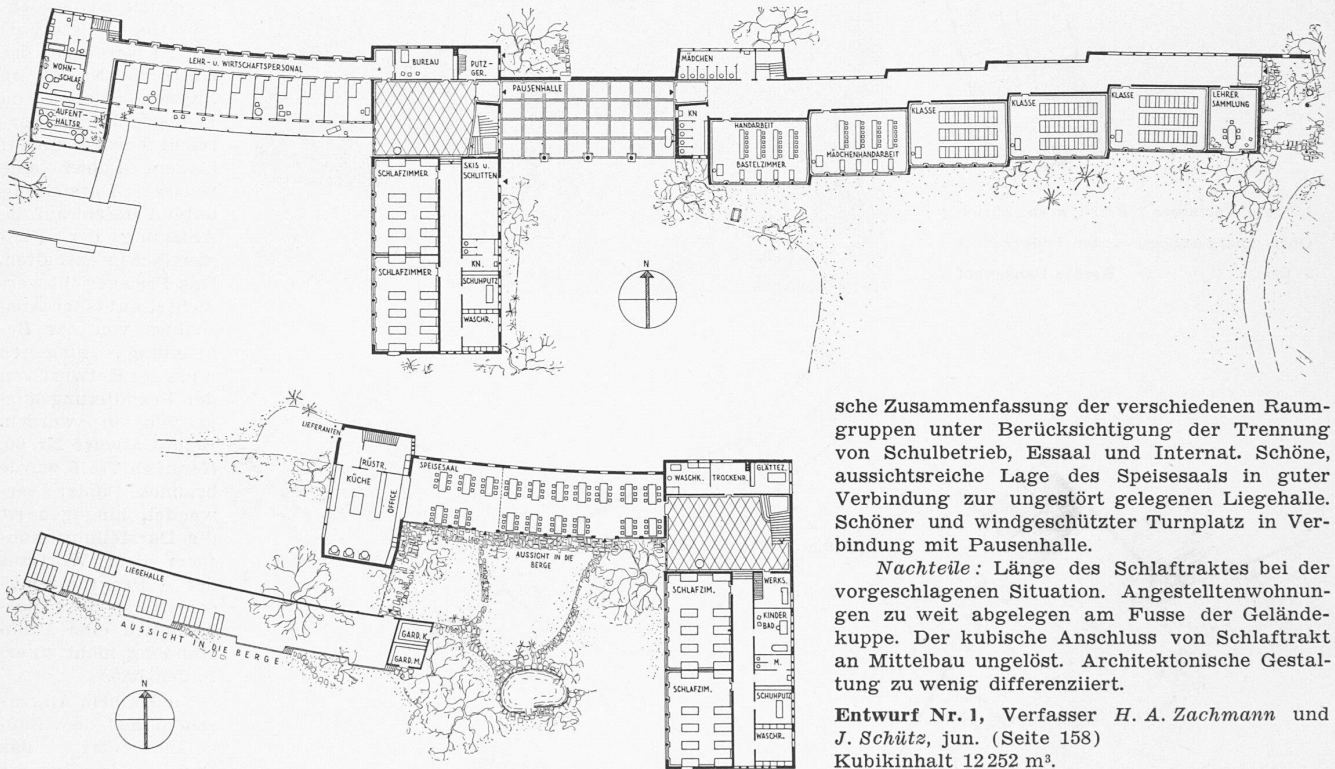 LEHR- u. WIRTSCHAFTSPERSONAL
WOHN-
SCHLAF
AUFENT-
HALTSR.
BUREAU
PUTZ-
GER.
PAUSENHALLE
MÄDCHEN
KN
HANDARBEIT
BASTELZIMMER
MÄDCHENHANDARBEIT
KLASSE
KLASSE
KLASSE
LEHRER
SAMMLUNG
SCHLAFZIMMER
SKIS u.
SCHLITTEN
SCHLAFZIMMER
KN.
SCHUHPUTZ
WASCHR.
N
LIEFERANTEN
RÜSTR.
KÜCHE
OFFICE
SPEISESAAL
AUSSICHT IN DIE
BERGE
WASCHK.
TROCKENR.
GLÄTTEZ.
LIEGEHALLE
AUSSICHT IN DIE BERGE
GARD. K.
GARD. M.
SCHLAFZIM.
WERKS.
KINDER
BAD
M.
SCHLAFZIM.
SCHUHPUTZ
WASCHR.
N
sche Zusammenfassung der verschiedenen Raum-
gruppen unter Berücksichtigung der Trennung
von Schulbetrieb, Essaal und Internat. Schöne,
aussichtsreiche Lage des Speisesaals in guter
Verbindung zur ungestört gelegenen Liegehalle.
Schöner und windgeschützter Turnplatz in Ver-
bindung mit Pausenhalle.
Nachteile: Länge des Schlaftraktes bei der
vorgeschlagenen Situation. Angestelltenwohnun-
gen zu weit abgelegen am Fusse der Gelände-
kuppe. Der kubische Anschluss von Schlaftrakt
an Mittelbau ungelöst. Architektonische Gestal-
tung zu wenig differenziiert.
Entwurf Nr. 1, Verfasser H. A. Zachmann und
J. Schütz, jun. (Seite 158)
Kubikinhalt 12 252 m³.